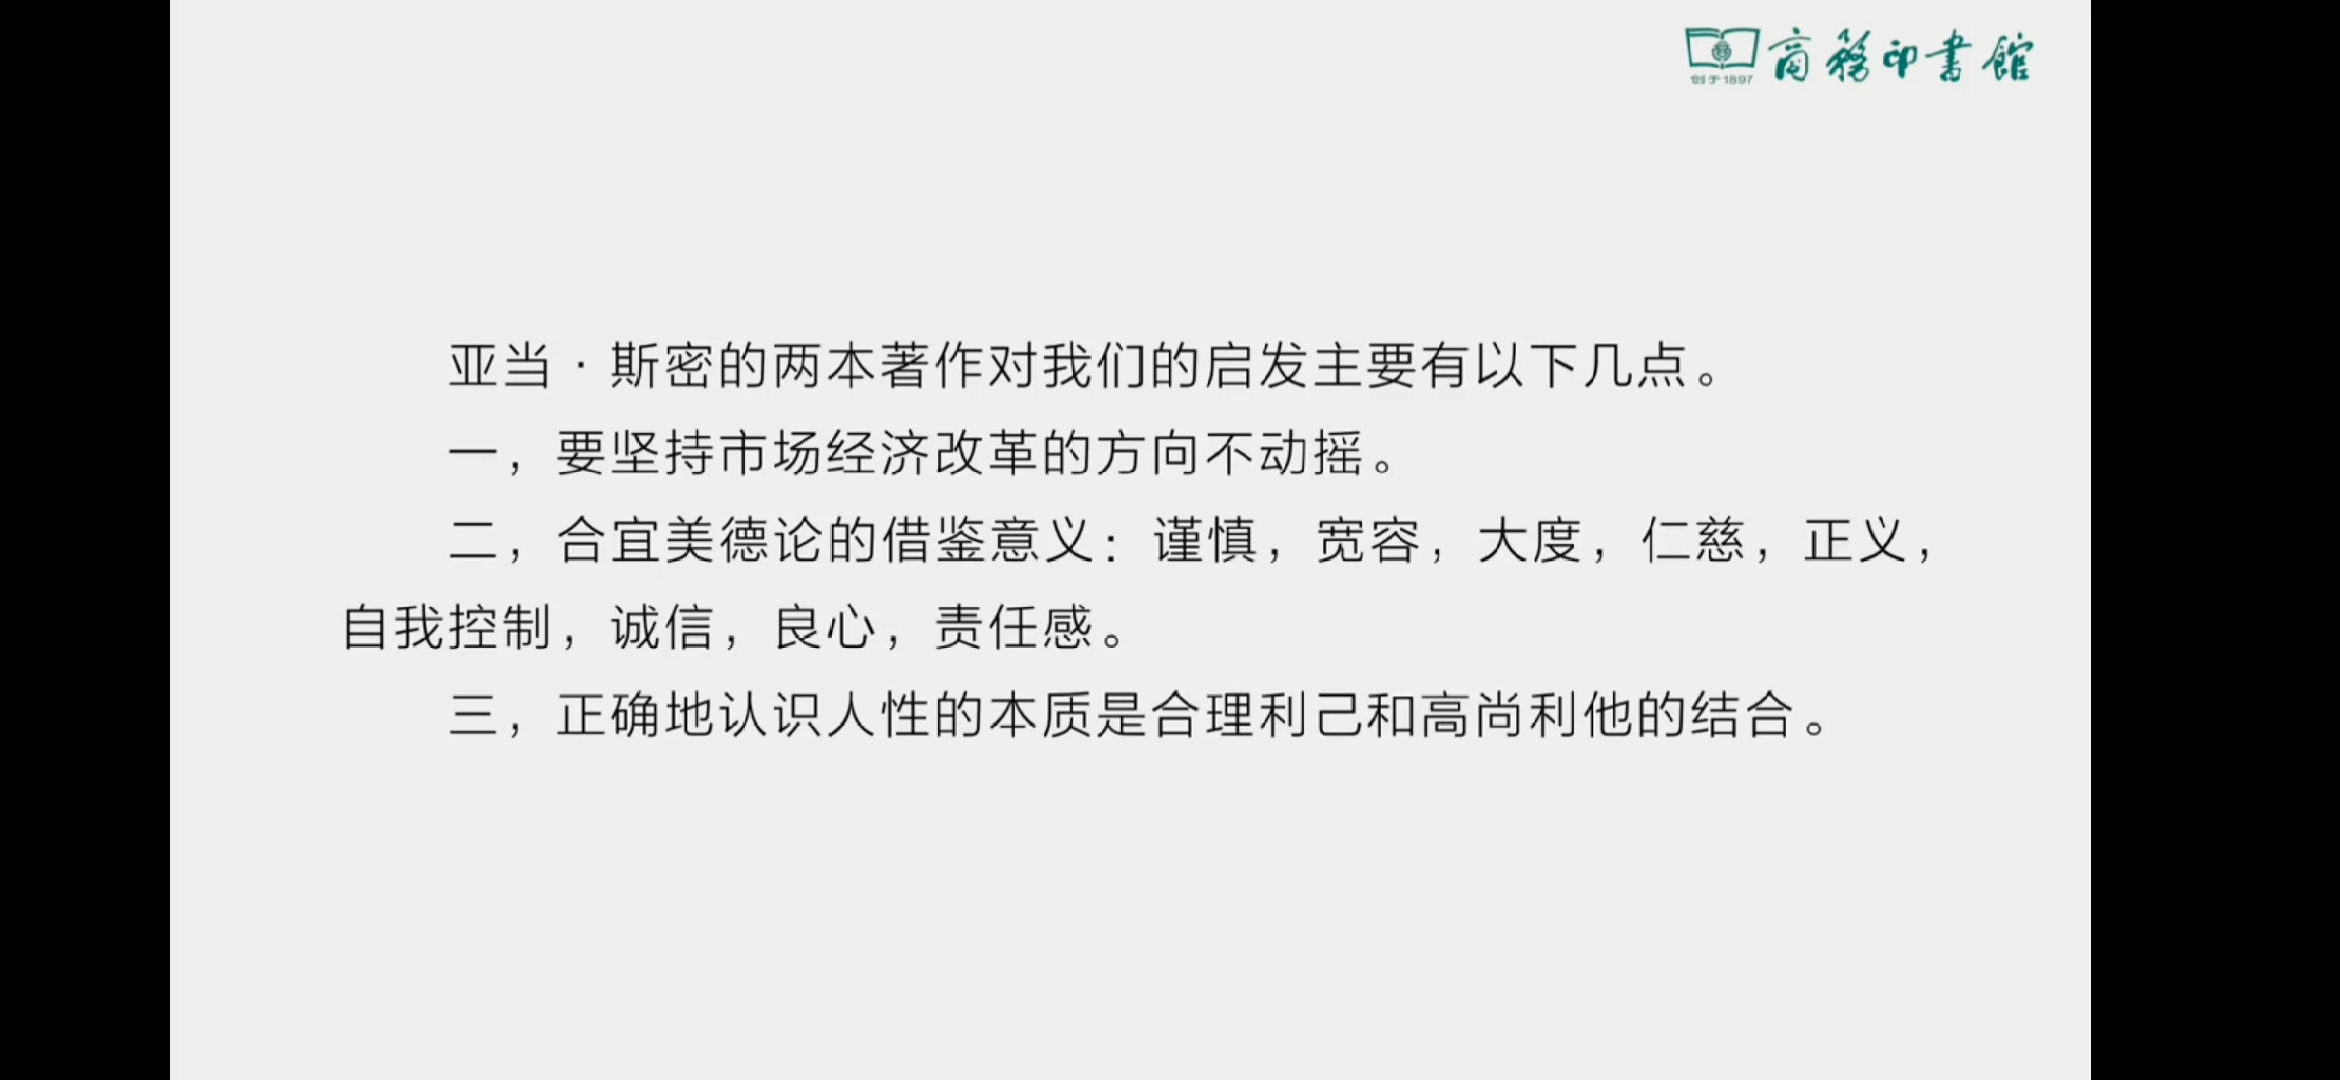 商務印書館
创于1897
亚当·斯密的两本著作对我们的启发主要有以下几点。
一，要坚持市场经济改革的方向不动摇。
二，合宜美德论的借鉴意义：谨慎，宽容，大度，仁慈，正义，
自我控制，诚信，良心，责任感。
三，正确地认识人性的本质是合理利己和高尚利他的结合。